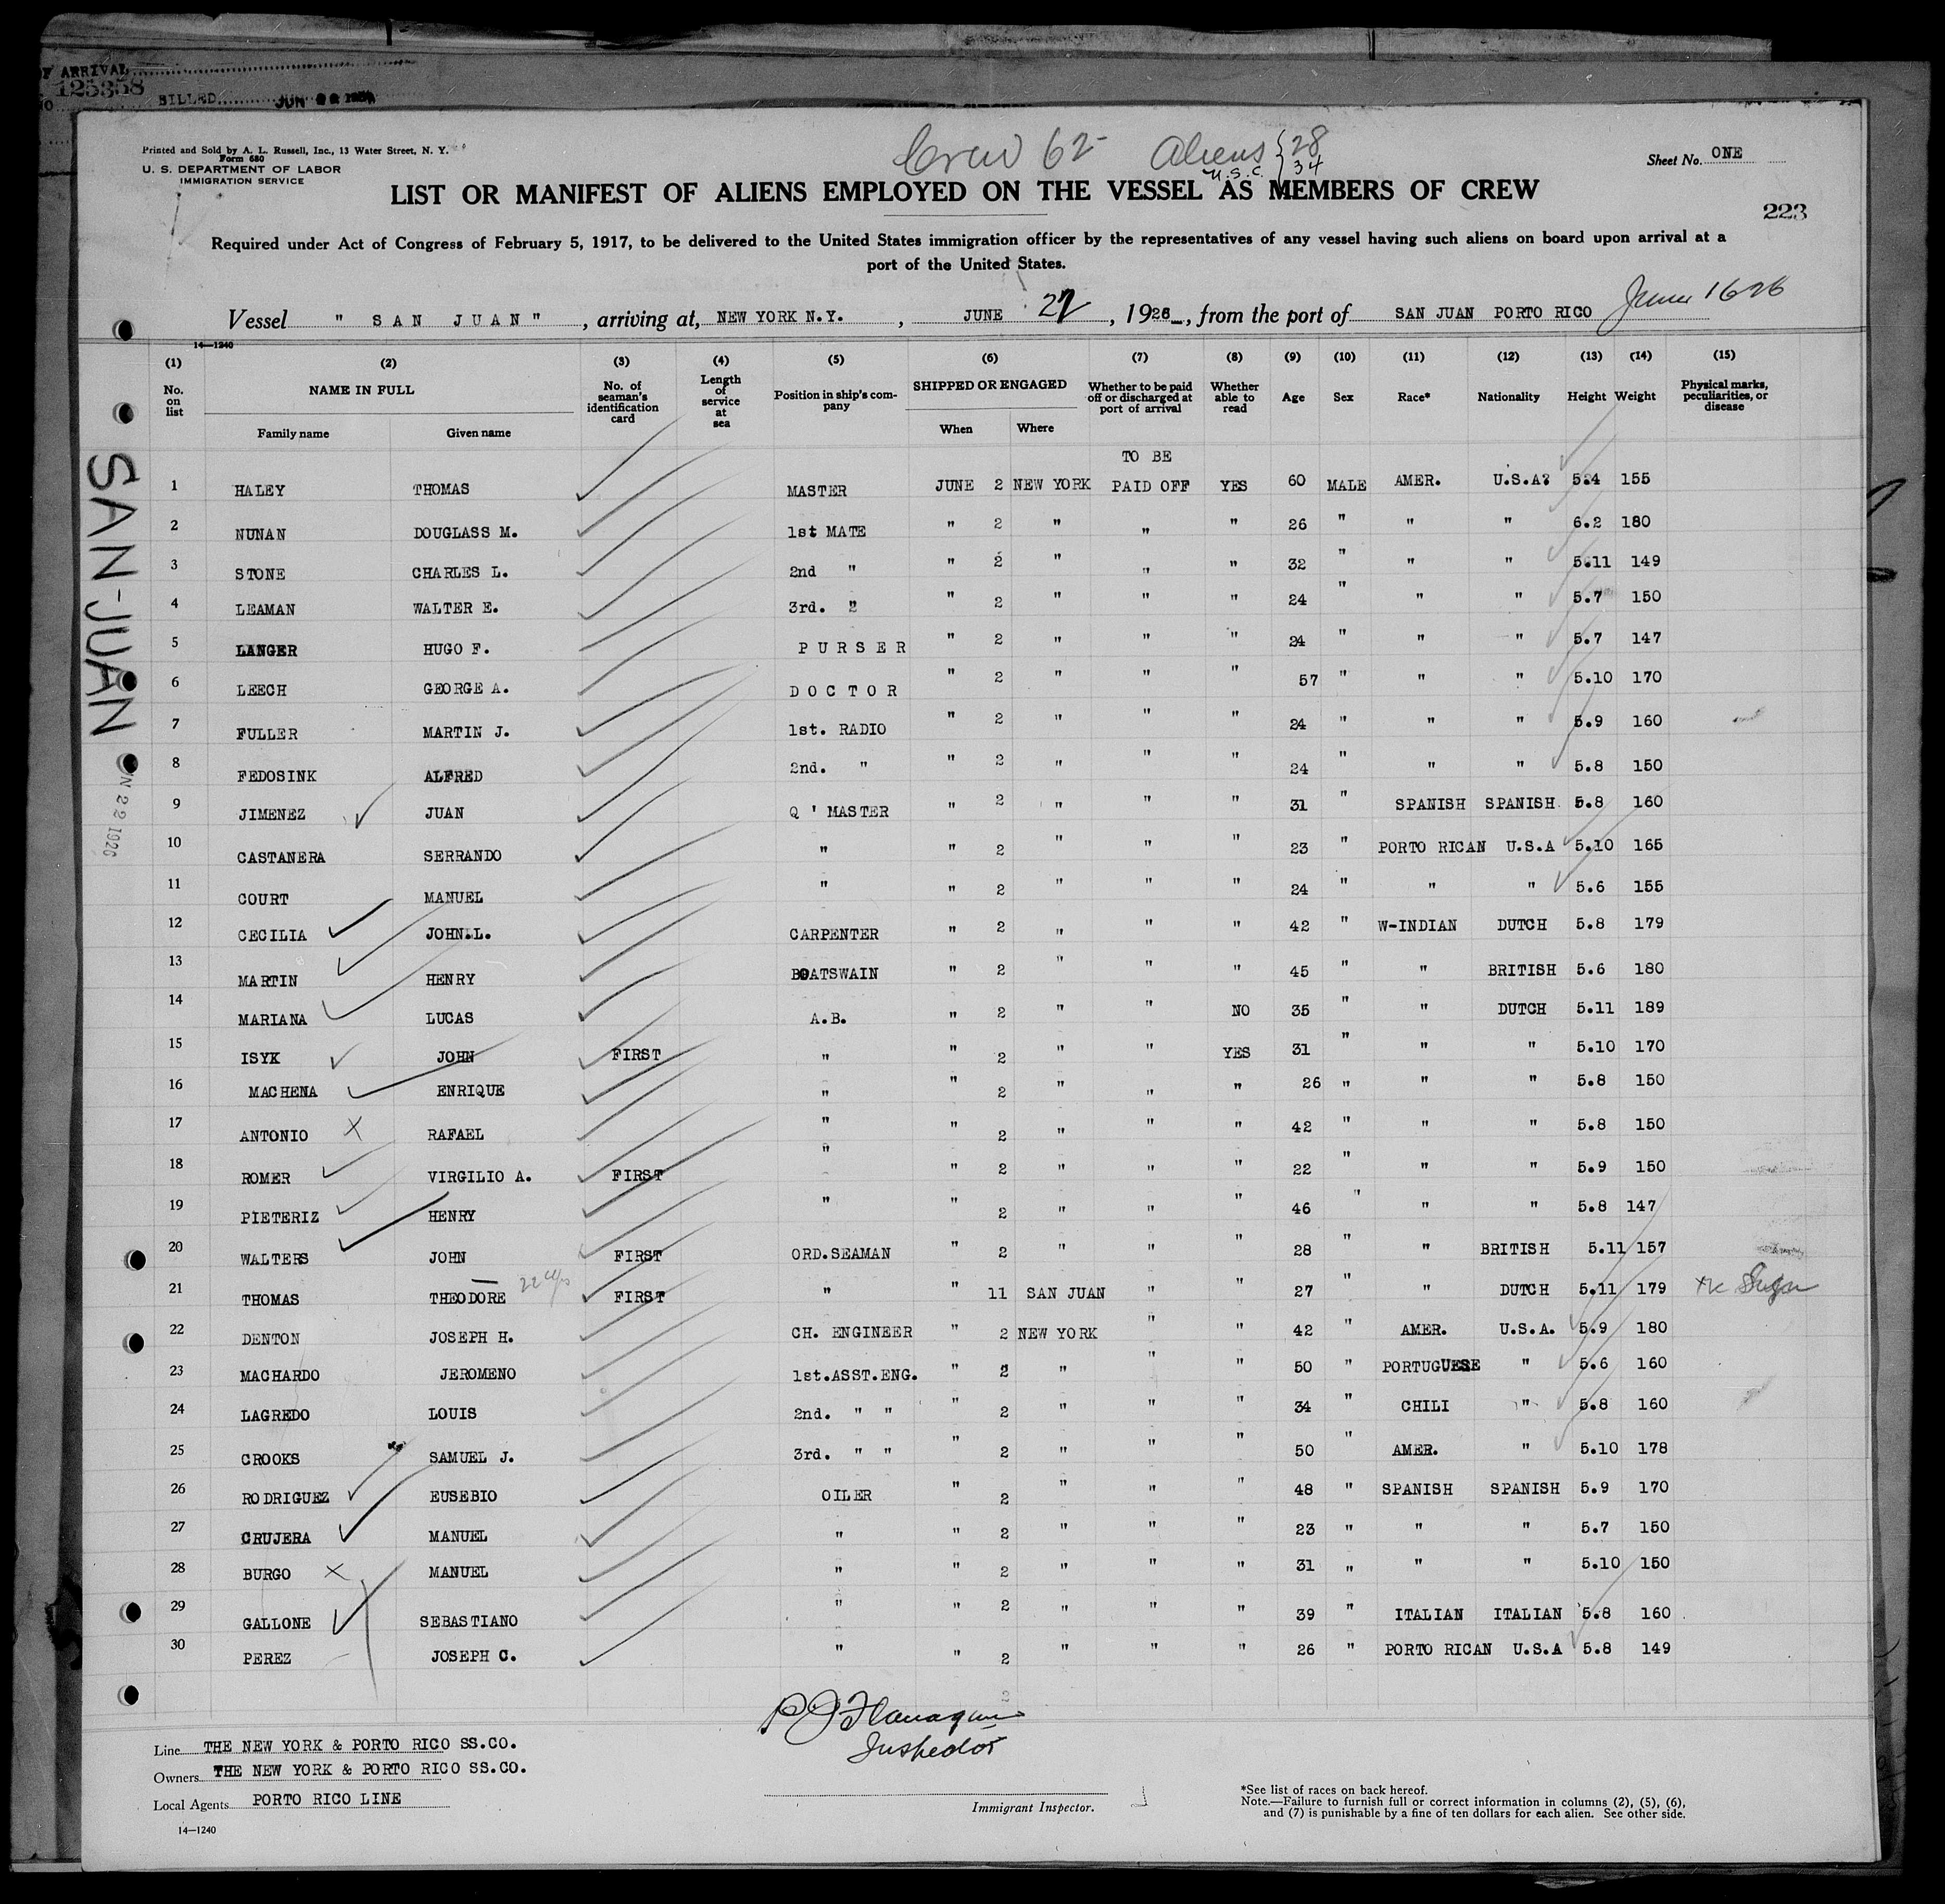 F ARRIVAL
125358
BILLED JUN 22 1926
Crew 62 Aliens { 28
U.S.C. 34
Printed and Sold by A. L. Russell, Inc., 13 Water Street, N. Y.
Form 680
U. S. DEPARTMENT OF LABOR
IMMIGRATION SERVICE
Sheet No. ONE
LIST OR MANIFEST OF ALIENS EMPLOYED ON THE VESSEL AS MEMBERS OF CREW
223
Required under Act of Congress of February 5, 1917, to be delivered to the United States immigration officer by the representatives of any vessel having such aliens on board upon arrival at a
port of the United States.
Vessel " SAN JUAN ", arriving at, NEW YORK N.Y., JUNE 22, 1926, from the port of SAN JUAN PORTO RICO June 16 26
14—1240
(1) (2) (3) (4) (5) (6) (7) (8) (9) (10) (11) (12) (13) (14) (15)
No. on list NAME IN FULL No. of seaman's identification card Length of service at sea Position in ship's company SHIPPED OR ENGAGED Whether to be paid off or discharged at port of arrival Whether able to read Age Sex Race* Nationality Height Weight Physical marks, peculiarities, or disease
Family name Given name When Where
TO BE
1 HALEY THOMAS MASTER JUNE 2 NEW YORK PAID OFF YES 60 MALE AMER. U.S.A? 5.4 155
2 NUNAN DOUGLASS M. 1st MATE " 2 " " " 26 " " " 6.2 180
3 STONE CHARLES L. 2nd " " 2 " " " 32 " " " 5.11 149
4 LEAMAN WALTER E. 3rd. " " 2 " " " 24 " " " 5.7 150
5 LANGER HUGO F. PURSER " 2 " " " 24 " " " 5.7 147
6 LEECH GEORGE A. DOCTOR " 2 " " " 57 " " " 5.10 170
7 FULLER MARTIN J. 1st. RADIO " 2 " " " 24 " " " 5.9 160
8 FEDOSINK ALFRED 2nd. " " 2 " " " 24 " " " 5.8 150
9 JIMENEZ JUAN Q ' MASTER " 2 " " " 31 " SPANISH SPANISH 5.8 160
10 CASTANERA SERRANDO " " 2 " " " 23 " PORTO RICAN U.S.A 5.10 165
11 COURT MANUEL " " 2 " " " 24 " " " 5.6 155
12 CECILIA JOHN.L. CARPENTER " 2 " " " 42 " W-INDIAN DUTCH 5.8 179
13 MARTIN HENRY BOATSWAIN " 2 " " " 45 " " BRITISH 5.6 180
14 MARIANA LUCAS A.B. " 2 " " NO 35 " " DUTCH 5.11 189
15 ISYK JOHN FIRST " " 2 " " YES 31 " " " 5.10 170
16 MACHENA ENRIQUE " " 2 " " " 26 " " " 5.8 150
17 ANTONIO RAFAEL " " 2 " " " 42 " " " 5.8 150
18 ROMER VIRGILIO A. FIRST " " 2 " " " 22 " " " 5.9 150
19 PIETERIZ HENRY " " 2 " " " 46 " " " 5.8 147
20 WALTERS JOHN FIRST ORD.SEAMAN " 2 " " " 28 " " BRITISH 5.11 157
21 THOMAS THEODORE FIRST " " 11 SAN JUAN " " 27 " " DUTCH 5.11 179
22 DENTON JOSEPH H. CH. ENGINEER " 2 NEW YORK " " 42 " AMER. U.S.A. 5.9 180
23 MACHARDO JEROMENO 1st.ASST.ENG. " 2 " " " 50 " PORTUGUESE " 5.6 160
24 LAGREDO LOUIS 2nd. " " " 2 " " " 34 " CHILI " 5.8 160
25 CROOKS SAMUEL J. 3rd. " " " 2 " " " 50 " AMER. " 5.10 178
26 RODRIGUEZ EUSEBIO OILER " 2 " " " 48 " SPANISH SPANISH 5.9 170
27 CRUJERA MANUEL " " 2 " " " 23 " " " 5.7 150
28 BURGO MANUEL " " 2 " " " 31 " " " 5.10 150
29 GALLONE SEBASTIANO " " 2 " " " 39 " ITALIAN ITALIAN 5.8 160
30 PEREZ JOSEPH C. " " 2 " " " 26 " PORTO RICAN U.S.A 5.8 149
SAN-JUAN
N 22 1926
P J Flanagan
Inspector
Line THE NEW YORK & PORTO RICO SS.CO.
Owners THE NEW YORK & PORTO RICO SS.CO.
Local Agents PORTO RICO LINE
Immigrant Inspector.
14—1240
*See list of races on back hereof.
Note.—Failure to furnish full or correct information in columns (2), (5), (6),
and (7) is punishable by a fine of ten dollars for each alien. See other side.